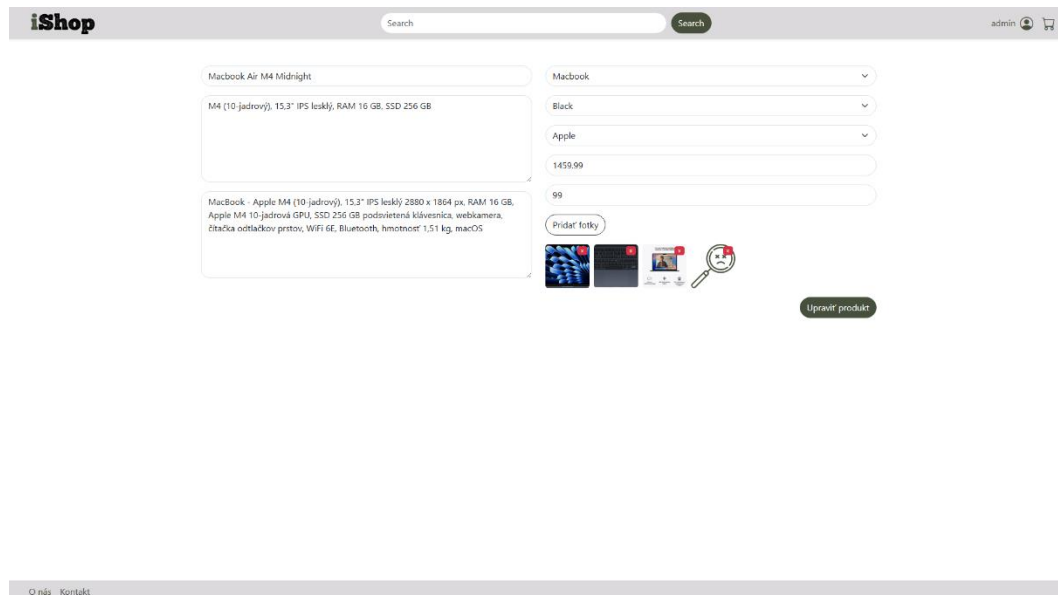 iShop
Search
Search
admin
Macbook Air M4 Midnight
M4 (10-jadrový), 15,3" IPS lesklý, RAM 16 GB, SSD 256 GB
MacBook - Apple M4 (10-jadrový), 15,3" IPS lesklý 2880 x 1864 px, RAM 16 GB,
Apple M4 10-jadrová GPU, SSD 256 GB podsvietená klávesnica, webkamera,
čítačka odtlačkov prstov, WiFi 6E, Bluetooth, hmotnosť 1,51 kg, macOS
Macbook
Black
Apple
1459.99
99
Pridať fotky
Upraviť produkt
O nás
Kontakt